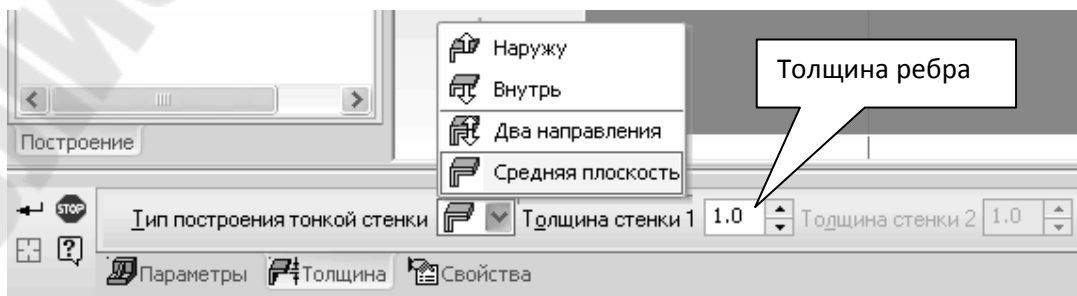 Наружу
Внутрь
Два направления
Средняя плоскость
Толщина ребра
Построение
STOP
Тип построения тонкой стенки
Толщина стенки 1 1.0
Толщина стенки 2 1.0
Параметры Толщина Свойства